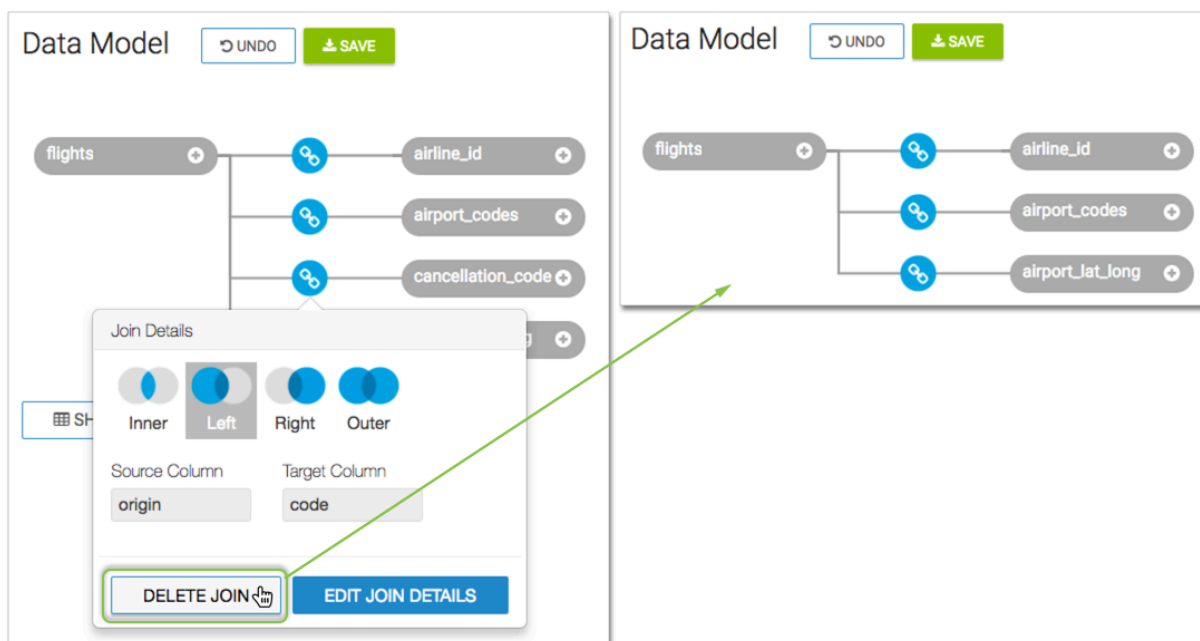 Data Model
UNDO
SAVE
flights
airline_id
airport_codes
cancellation_code
g
Join Details
Inner
Left
Right
Outer
SH
Source Column
Target Column
origin
code
DELETE JOIN
EDIT JOIN DETAILS
Data Model
UNDO
SAVE
flights
airline_id
airport_codes
airport_lat_long